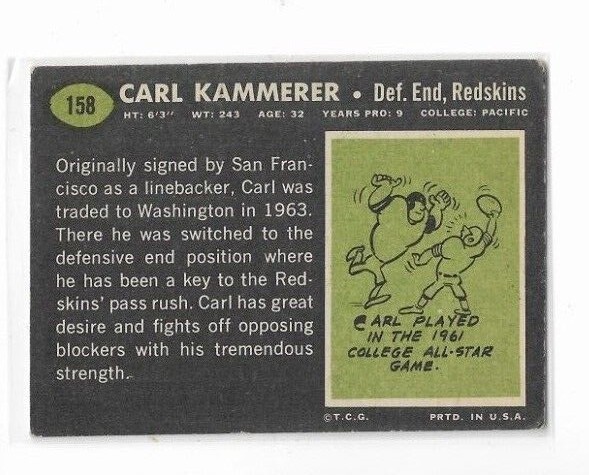 158 CARL KAMMERER • Def. End, Redskins
HT: 6'3" WT: 243 AGE: 32 YEARS PRO: 9 COLLEGE: PACIFIC
Originally signed by San Fran-
cisco as a linebacker, Carl was
traded to Washington in 1963.
There he was switched to the
defensive end position where
he has been a key to the Red-
skins' pass rush. Carl has great
desire and fights off opposing
blockers with his tremendous
strength.
CARL PLAYED
IN THE 1961
COLLEGE ALL-STAR
GAME.
©T.C.G. PRTD. IN U.S.A.